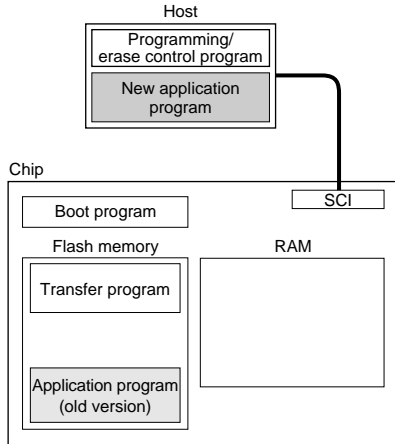 Host
Programming/
erase control program
New application
program
Chip
SCI
Boot program
Flash memory
RAM
Transfer program
Application program
(old version)